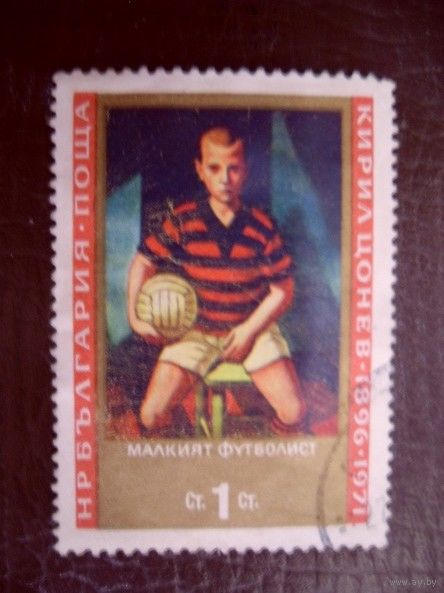 НР БЪЛГАРИЯ · ПОЩА
КИРИЛ ЦОНЕВ · 1896-1971
МАЛКИЯТ ФУТБОЛИСТ
Ст. 1 Ст.
www.ay.by